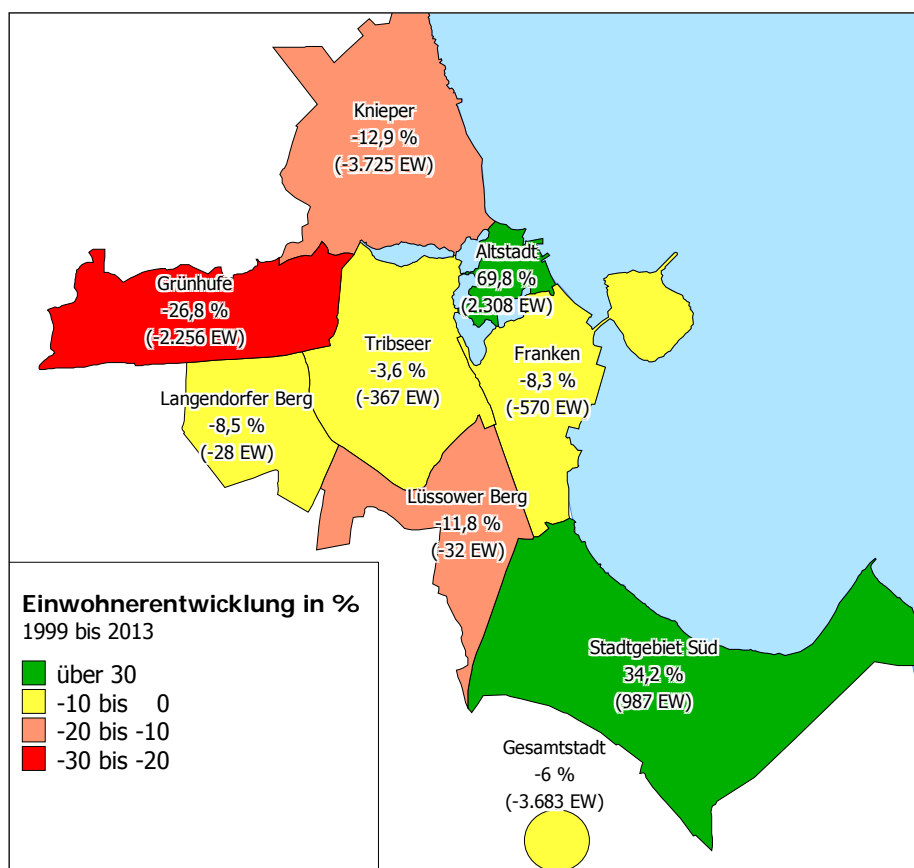 Knieper
-12,9 %
(-3.725 EW)
Altstadt
69,8 %
(2.308 EW)
Grünhufe
-26,8 %
(-2.256 EW)
Tribseer
-3,6 %
(-367 EW)
Franken
-8,3 %
(-570 EW)
Langendorfer Berg
-8,5 %
(-28 EW)
Lüssower Berg
-11,8 %
(-32 EW)
Stadtgebiet Süd
34,2 %
(987 EW)
Gesamtstadt
-6 %
(-3.683 EW)
Einwohnerentwicklung in %
1999 bis 2013
über 30
-10 bis 0
-20 bis -10
-30 bis -20